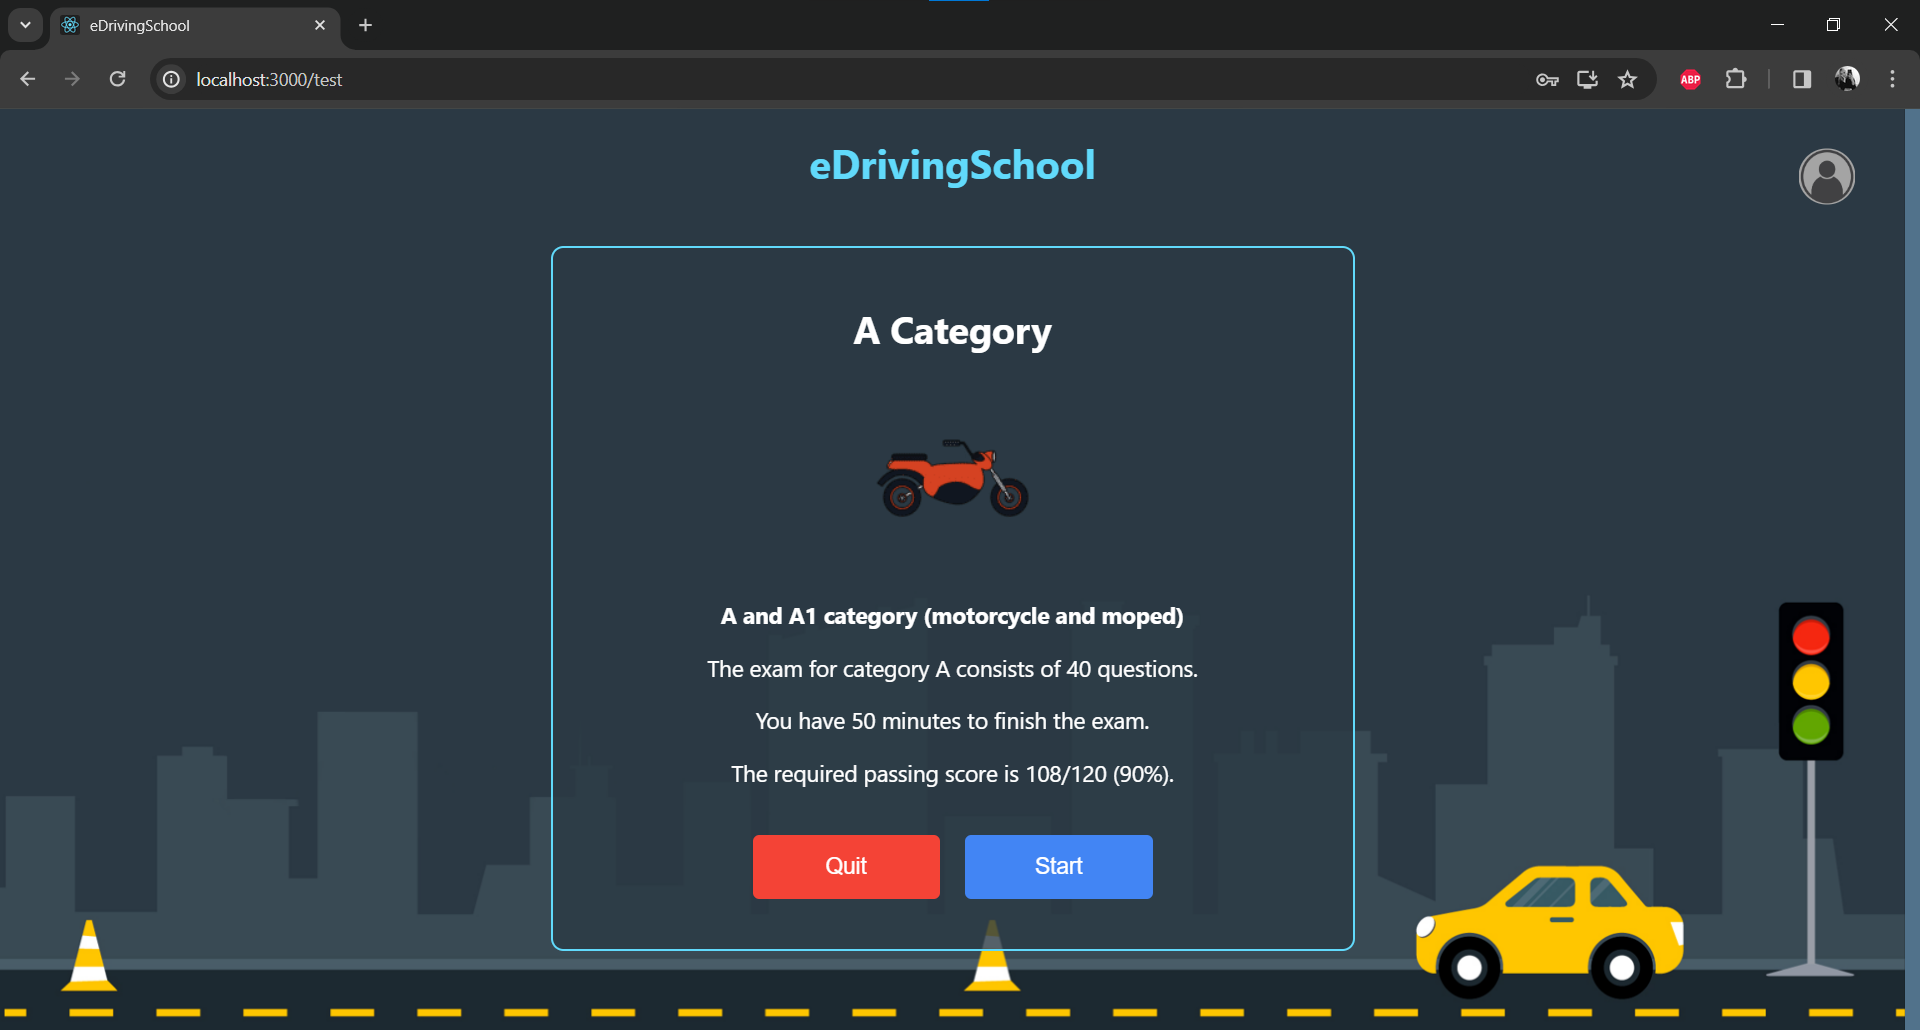 eDrivingSchool
localhost:3000/test
ABP
eDrivingSchool
A Category
A and A1 category (motorcycle and moped)
The exam for category A consists of 40 questions.
You have 50 minutes to finish the exam.
The required passing score is 108/120 (90%).
Quit
Start